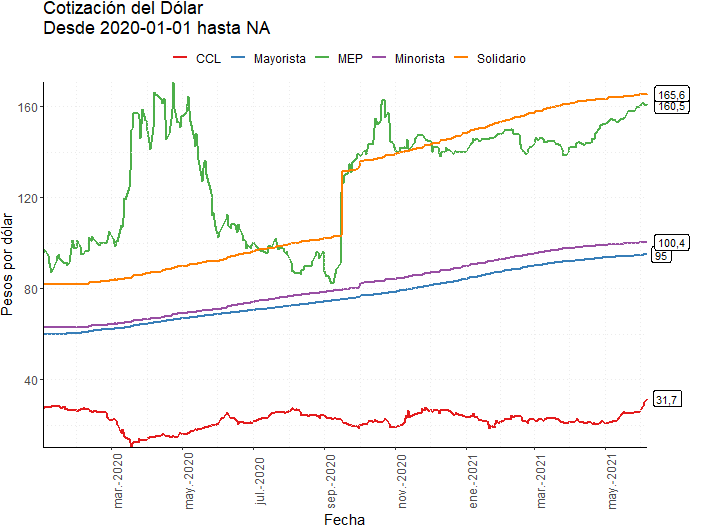 Cotización del Dólar
Desde 2020-01-01 hasta NA
CCL Mayorista MEP Minorista Solidario
160
120
80
40
165,6
160,5
100,4
95
31,7
Pesos por dólar
mar.-2020 may.-2020 jul.-2020 sep.-2020 nov.-2020 ene.-2021 mar.-2021 may.-2021
Fecha